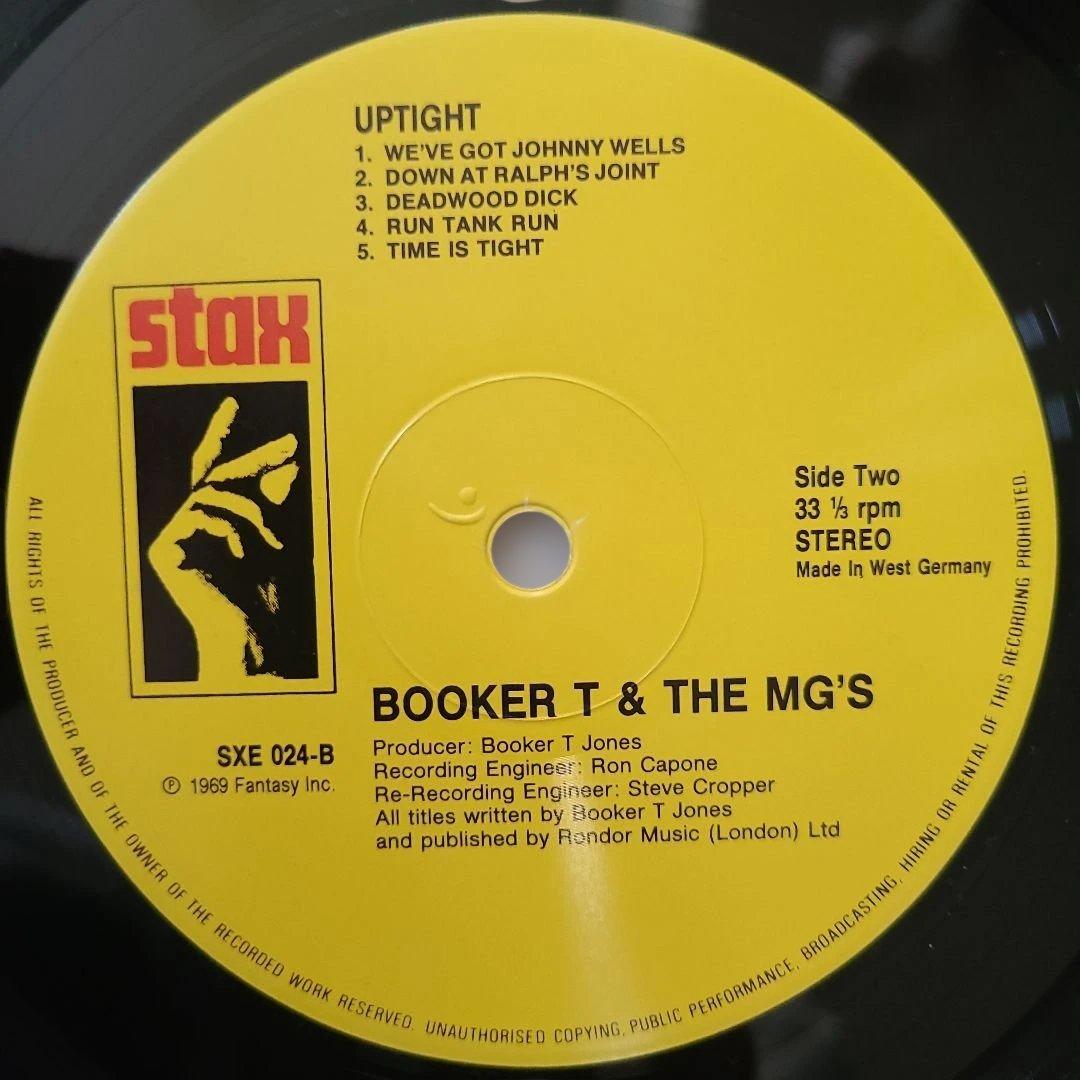 UPTIGHT
1. WE'VE GOT JOHNNY WELLS
2. DOWN AT RALPH'S JOINT
3. DEADWOOD DICK
4. RUN TANK RUN
5. TIME IS TIGHT
stax
Side Two
33 ⅓ rpm
STEREO
Made In West Germany
BOOKER T & THE MG'S
SXE 024-B
℗ 1969 Fantasy Inc.
Producer: Booker T Jones
Recording Engineer: Ron Capone
Re-Recording Engineer: Steve Cropper
All titles written by Booker T Jones
and published by Rondor Music (London) Ltd
ALL RIGHTS OF THE PRODUCER AND OF THE OWNER OF THE RECORDED WORK RESERVED. UNAUTHORISED COPYING, PUBLIC PERFORMANCE, BROADCASTING, HIRING OR RENTAL OF THIS RECORDING PROHIBITED.